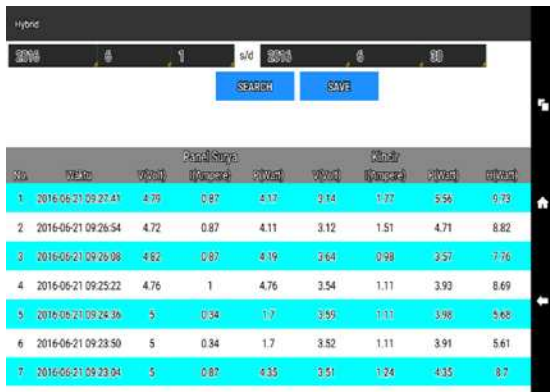 Hybrid
2016 6 1 s/d 2016 6 30
SEARCH SAVE
Panel Surya Kincir
No. Waktu V(Volt) I(Ampere) P(Watt) V(Volt) I(Ampere) P(Watt) H(Watt)
1 2016-06-21 09:27:41 4.79 0.87 4.17 3.14 1.77 5.56 9.73
2 2016-06-21 09:26:54 4.72 0.87 4.11 3.12 1.51 4.71 8.82
3 2016-06-21 09:26:08 4.82 0.87 4.19 3.64 0.98 3.57 7.76
4 2016-06-21 09:25:22 4.76 1 4.76 3.54 1.11 3.93 8.69
5 2016-06-21 09:24:36 5 0.34 1.7 3.59 1.11 3.98 5.68
6 2016-06-21 09:23:50 5 0.34 1.7 3.52 1.11 3.91 5.61
7 2016-06-21 09:23:04 5 0.87 4.35 3.51 1.24 4.35 8.7